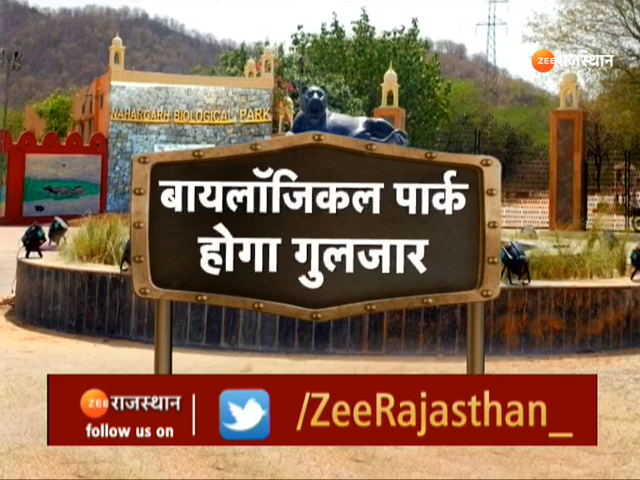 ZEE राजस्थान
NAHARGARH BIOLOGICAL PARK
बायलॉजिकल पार्क
होगा गुलजार
ZEE राजस्थान
follow us on
/ZeeRajasthan_